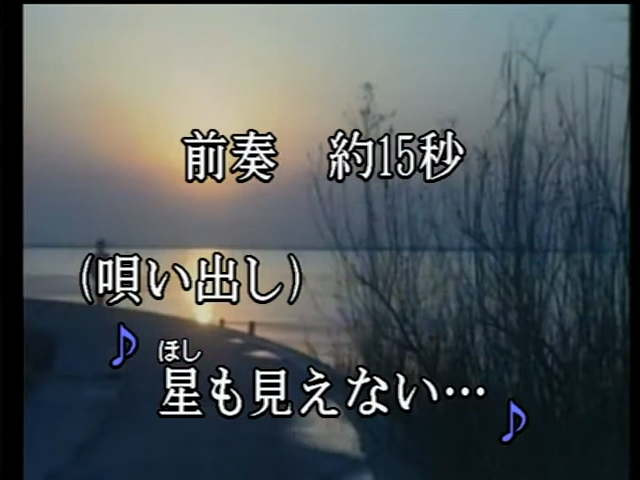 前奏　約15秒
(唄い出し)
♪
ほし
星も見えない…
♪